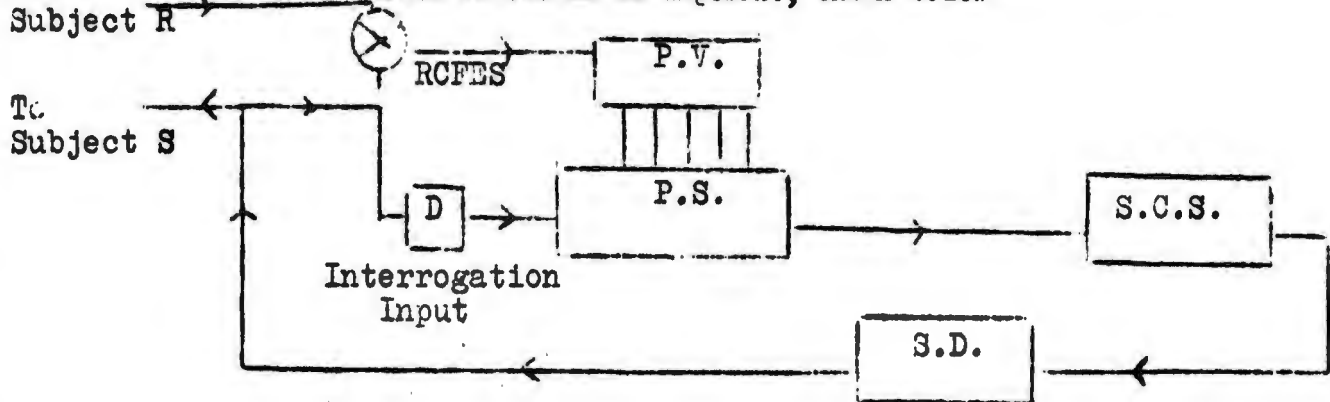 Subject R
P.V.
RCFES
To
Subject S
P.S.
S.C.S.
D
Interrogation
Input
S.D.